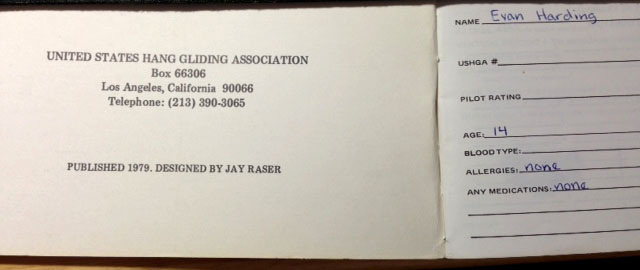 UNITED STATES HANG GLIDING ASSOCIATION
Box 66306
Los Angeles, California 90066
Telephone: (213) 390-3065
PUBLISHED 1979. DESIGNED BY JAY RASER
NAME Evan Harding
USHGA #
PILOT RATING
AGE: 14
BLOOD TYPE:
ALLERGIES: none
ANY MEDICATIONS: none